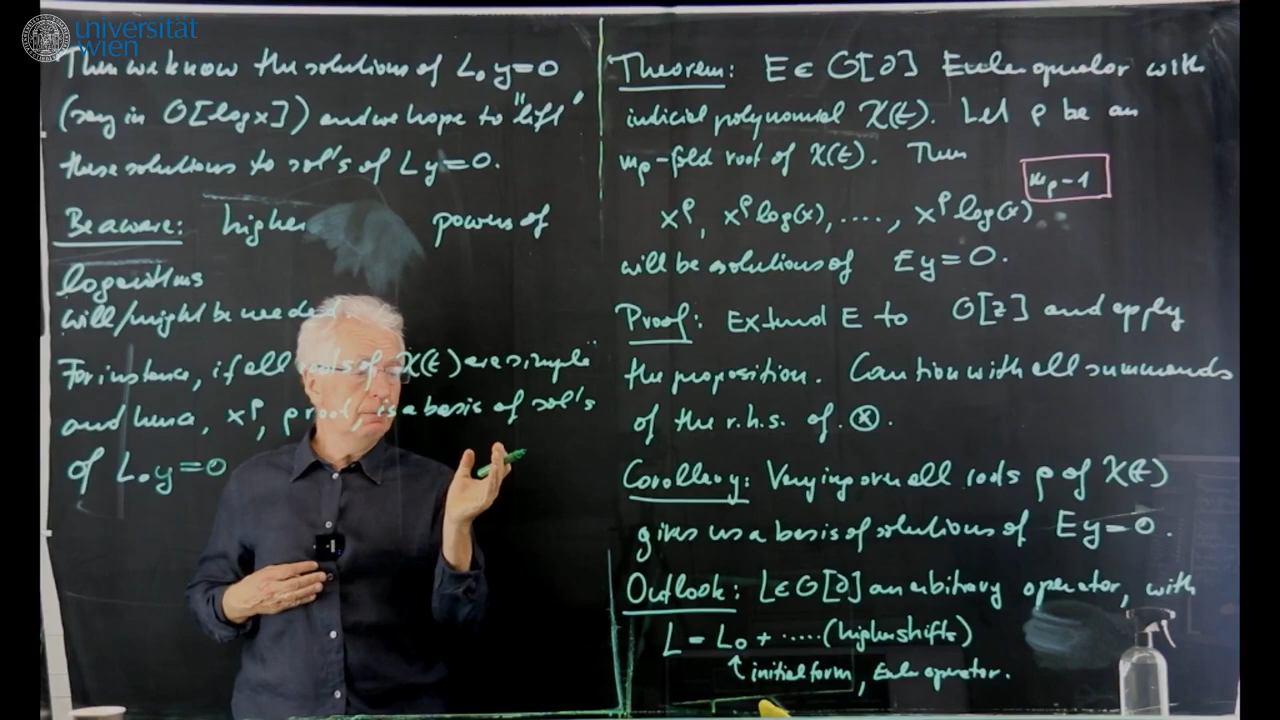 universität
wien
Then we know the solutions of L₀y=0
(say in O[log x]) and we hope to "lift"
these solutions to sol's of Ly=0.
Beaware: higher powers of
logarithms
will/might be needed
For instance, if all roots of χ(t) are simple
and hence, x^ρ, ρ root, is a basis of sol's
of L₀y=0
Theorem: E ∈ O[∂] Euler operator with
indicial polynomial χ(t). Let ρ be an
m_ρ-fold root of χ(t). Then
x^ρ, x^ρ log(x), ...., x^ρ log(x)^{m_ρ-1}
will be solutions of Ey=0.
Proof: Extend E to O[z] and apply
the proposition. Caution with all summands
of the r.h.s. of ⊛.
Corollary: Varying over all roots ρ of χ(t)
gives us a basis of solutions of Ey=0.
Outlook: L∈O[∂] an arbitrary operator, with
L = L₀ + ..... (higher shifts)
↑ initial form, Euler operator.